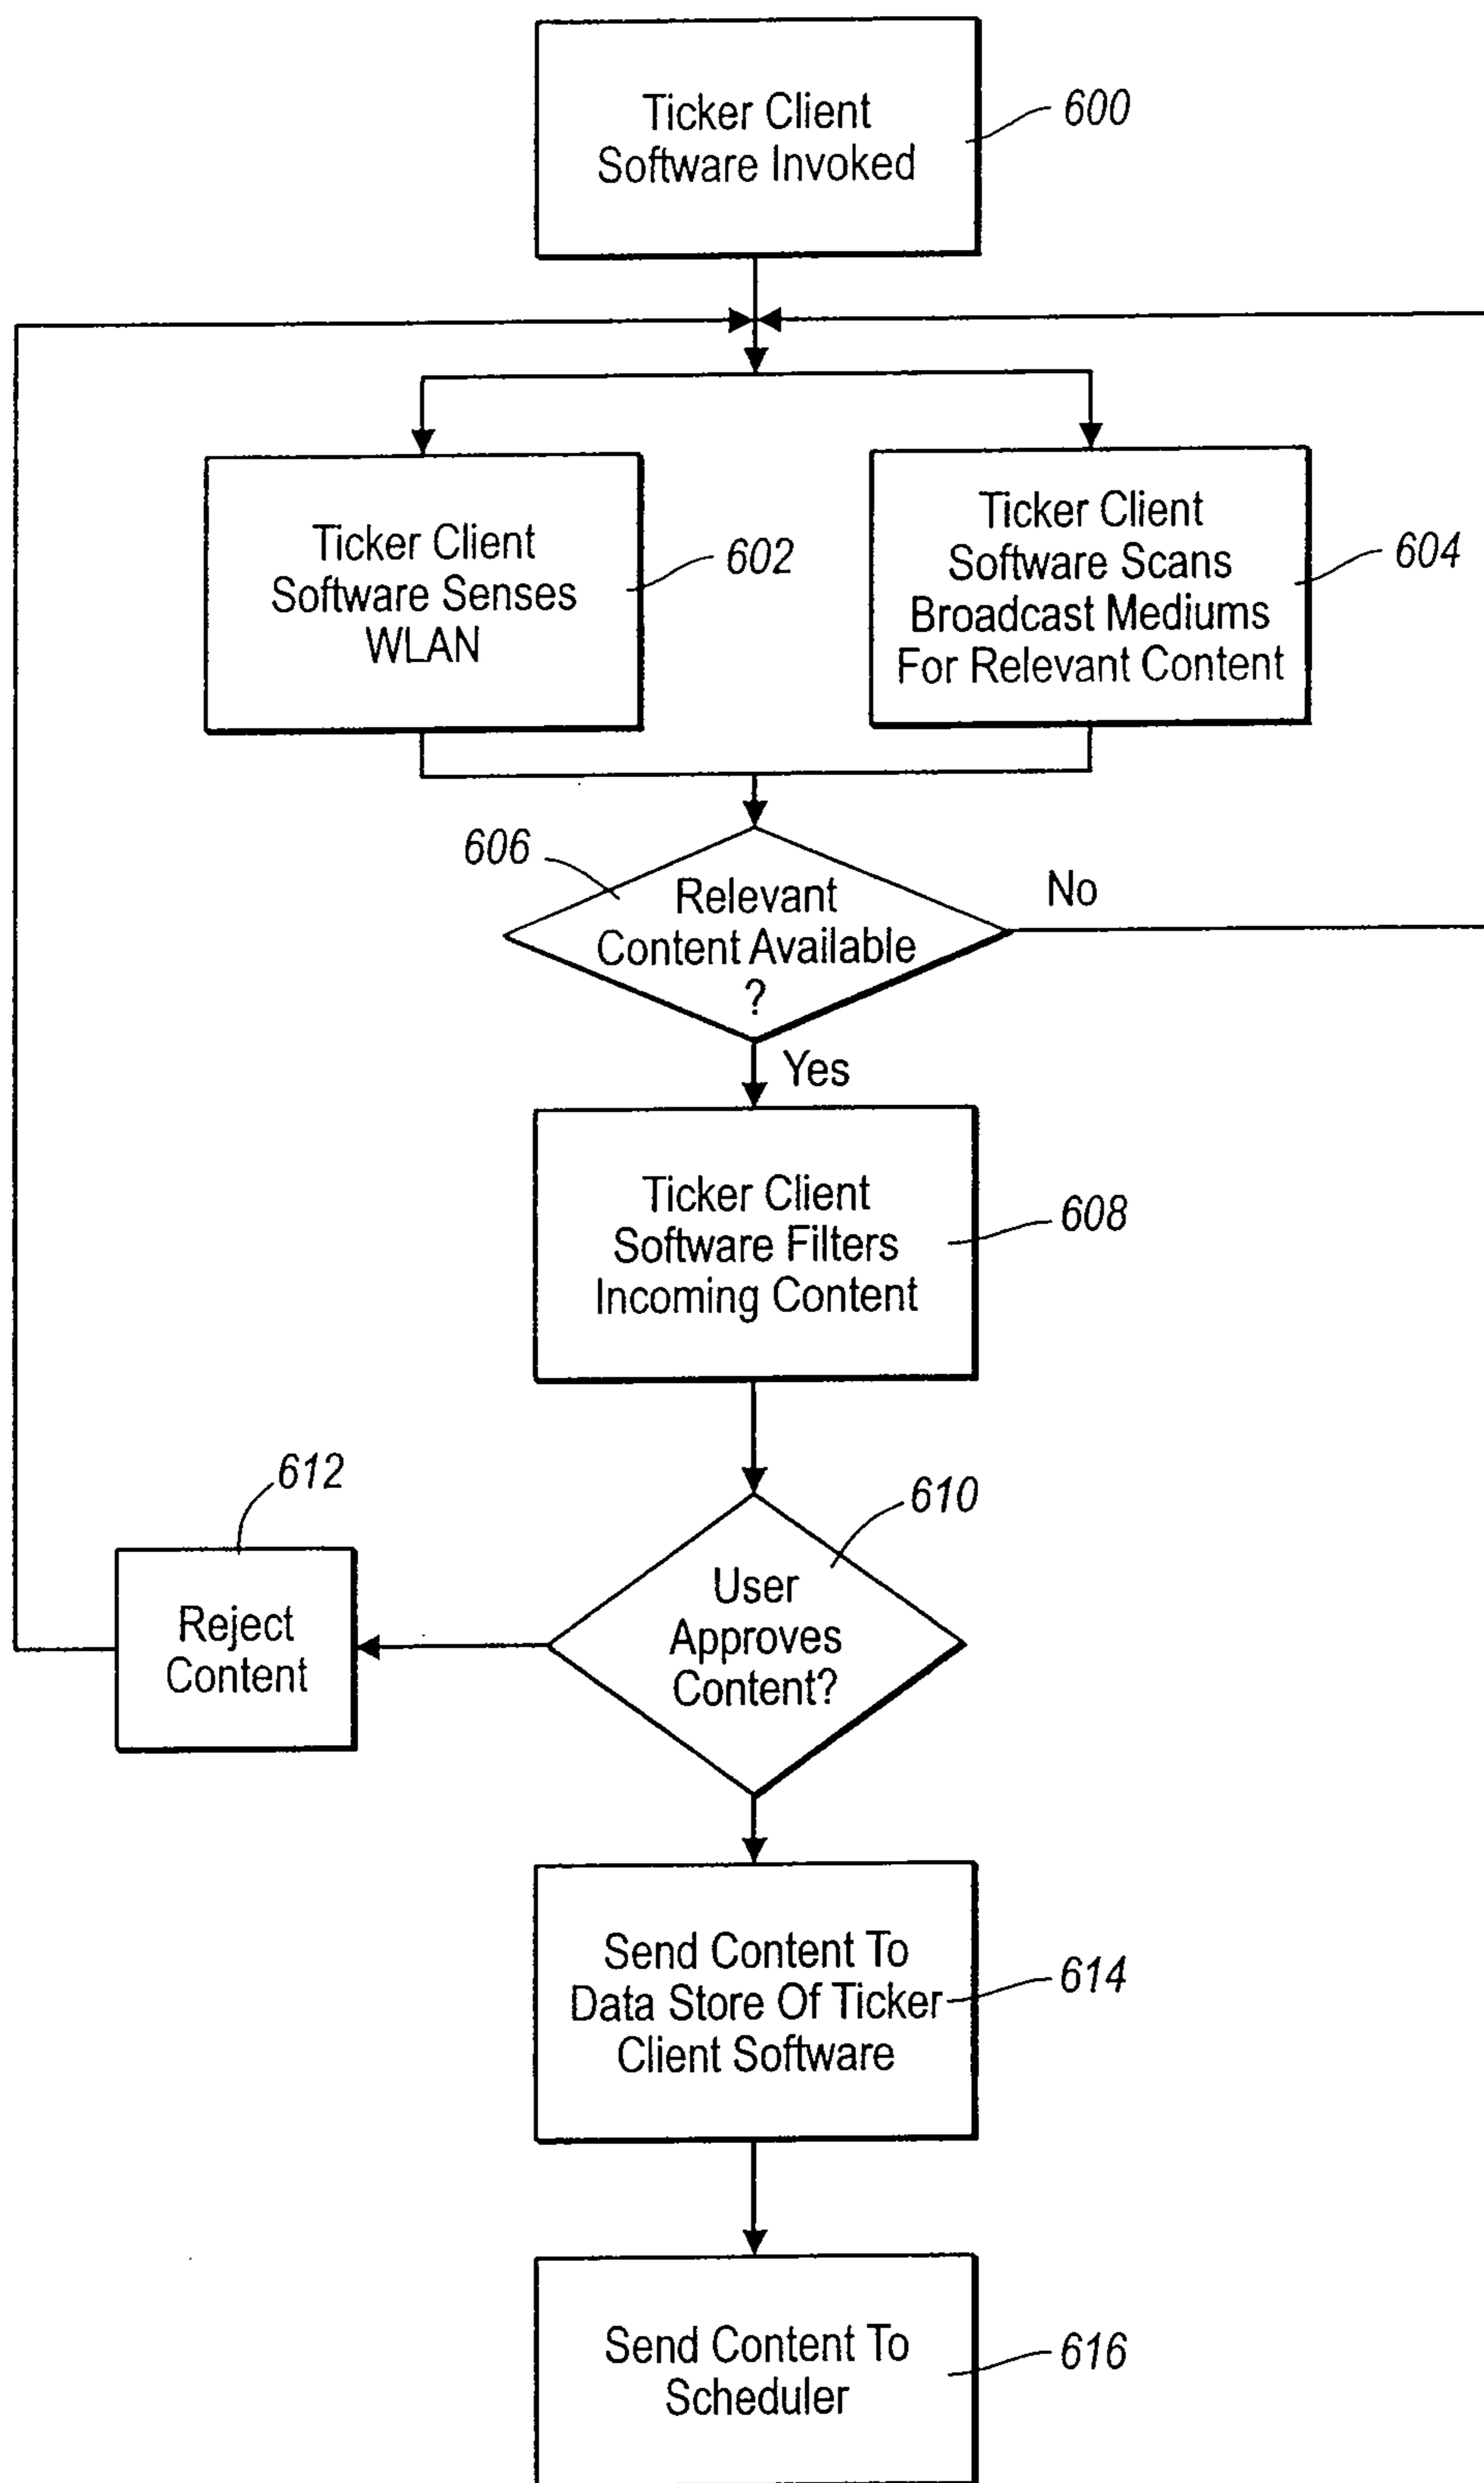 Ticker Client
Software Invoked
600
Ticker Client
Software Senses
WLAN
602
Ticker Client
Software Scans
Broadcast Mediums
For Relevant Content
604
606
Relevant
Content Available
?
No
Yes
Ticker Client
Software Filters
Incoming Content
608
610
User
Approves
Content?
612
Reject
Content
Send Content To
Data Store Of Ticker
Client Software
614
Send Content To
Scheduler
616